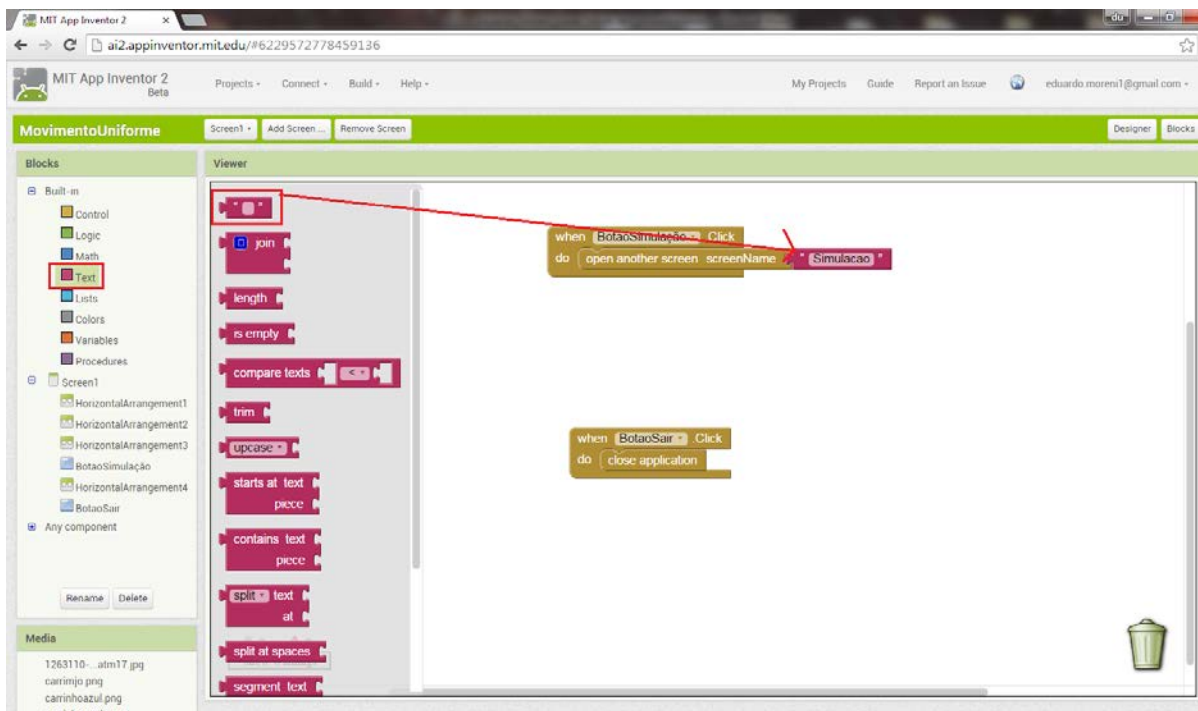 MIT App Inventor 2
du
ai2.appinventor.mit.edu/#6229572778459136
MIT App Inventor 2
Beta
Projects
Connect
Build
Help
My Projects
Guide
Report an Issue
eduardo.moreni1@gmail.com
MovimentoUniforme
Screen1
Add Screen ...
Remove Screen
Designer
Blocks
Blocks
Viewer
Built-in
Control
Logic
Math
Text
Lists
Colors
Variables
Procedures
Screen1
HorizontalArrangement1
HorizontalArrangement2
HorizontalArrangement3
BotaoSimulação
HorizontalArrangement4
BotaoSair
Any component
Rename
Delete
Media
1263110-...atm17.jpg
carrimjo.png
carrinhoazul.png
" "
join
length
is empty
compare texts <
trim
upcase
starts at text
piece
contains text
piece
split text
at
split at spaces
segment text
when BotaoSimulação .Click
do open another screen screenName " Simulacao "
when BotaoSair .Click
do close application